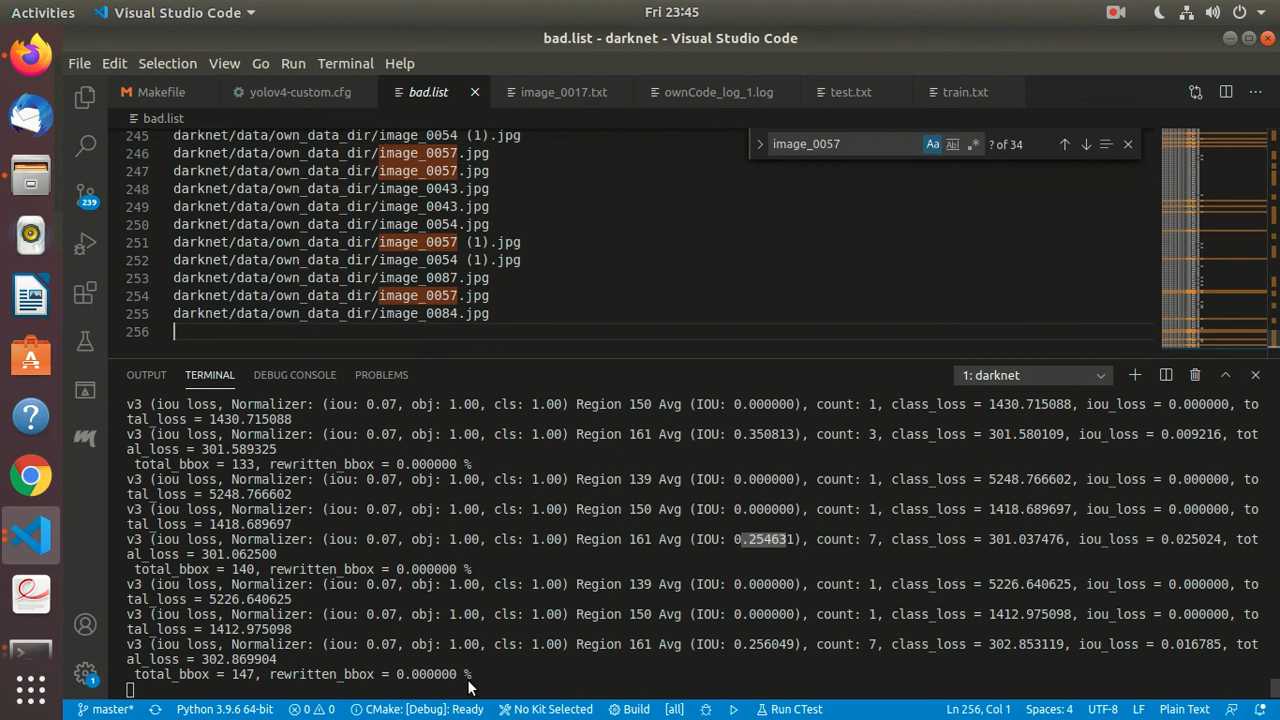 Activities Visual Studio Code Fri 23:45
bad.list - darknet - Visual Studio Code
File Edit Selection View Go Run Terminal Help
Makefile yolov4-custom.cfg bad.list image_0017.txt ownCode_log_1.log test.txt train.txt
bad.list
image_0057 Aa Abl .* ? of 34
245 darknet/data/own_data_dir/image_0054 (1).jpg
246 darknet/data/own_data_dir/image_0057.jpg
247 darknet/data/own_data_dir/image_0057.jpg
248 darknet/data/own_data_dir/image_0043.jpg
249 darknet/data/own_data_dir/image_0043.jpg
250 darknet/data/own_data_dir/image_0054.jpg
251 darknet/data/own_data_dir/image_0057 (1).jpg
252 darknet/data/own_data_dir/image_0054 (1).jpg
253 darknet/data/own_data_dir/image_0087.jpg
254 darknet/data/own_data_dir/image_0057.jpg
255 darknet/data/own_data_dir/image_0084.jpg
256
239
OUTPUT TERMINAL DEBUG CONSOLE PROBLEMS 1: darknet
v3 (iou loss, Normalizer: (iou: 0.07, obj: 1.00, cls: 1.00) Region 150 Avg (IOU: 0.000000), count: 1, class_loss = 1430.715088, iou_loss = 0.000000, to
tal_loss = 1430.715088
v3 (iou loss, Normalizer: (iou: 0.07, obj: 1.00, cls: 1.00) Region 161 Avg (IOU: 0.350813), count: 3, class_loss = 301.580109, iou_loss = 0.009216, tot
al_loss = 301.589325
total_bbox = 133, rewritten_bbox = 0.000000 %
v3 (iou loss, Normalizer: (iou: 0.07, obj: 1.00, cls: 1.00) Region 139 Avg (IOU: 0.000000), count: 1, class_loss = 5248.766602, iou_loss = 0.000000, to
tal_loss = 5248.766602
v3 (iou loss, Normalizer: (iou: 0.07, obj: 1.00, cls: 1.00) Region 150 Avg (IOU: 0.000000), count: 1, class_loss = 1418.689697, iou_loss = 0.000000, to
tal_loss = 1418.689697
v3 (iou loss, Normalizer: (iou: 0.07, obj: 1.00, cls: 1.00) Region 161 Avg (IOU: 0.254631), count: 7, class_loss = 301.037476, iou_loss = 0.025024, tot
al_loss = 301.062500
total_bbox = 140, rewritten_bbox = 0.000000 %
v3 (iou loss, Normalizer: (iou: 0.07, obj: 1.00, cls: 1.00) Region 139 Avg (IOU: 0.000000), count: 1, class_loss = 5226.640625, iou_loss = 0.000000, to
tal_loss = 5226.640625
v3 (iou loss, Normalizer: (iou: 0.07, obj: 1.00, cls: 1.00) Region 150 Avg (IOU: 0.000000), count: 1, class_loss = 1412.975098, iou_loss = 0.000000, to
tal_loss = 1412.975098
v3 (iou loss, Normalizer: (iou: 0.07, obj: 1.00, cls: 1.00) Region 161 Avg (IOU: 0.256049), count: 7, class_loss = 302.853119, iou_loss = 0.016785, tot
al_loss = 302.869904
total_bbox = 147, rewritten_bbox = 0.000000 %
1
master* Python 3.9.6 64-bit 0 0 CMake: [Debug]: Ready No Kit Selected Build [all] Run CTest Ln 256, Col 1 Spaces: 4 UTF-8 LF Plain Text